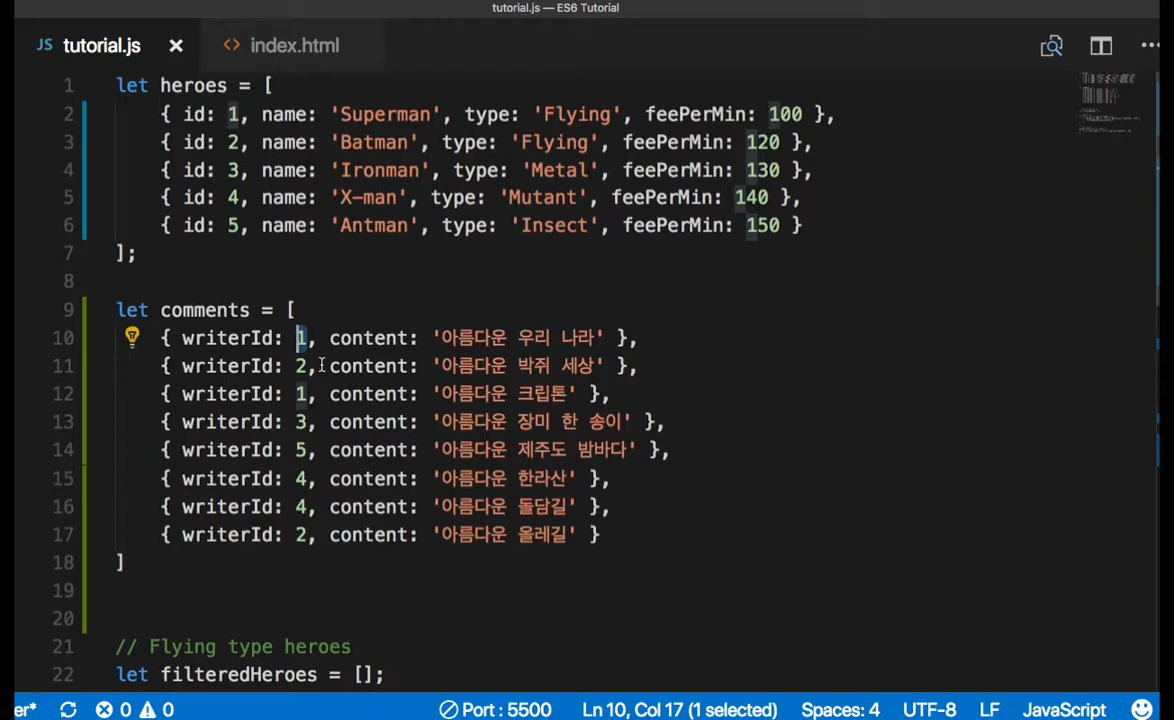 tutorial.js — ES6 Tutorial
JS tutorial.js × <> index.html
1 let heroes = [
2 { id: 1, name: 'Superman', type: 'Flying', feePerMin: 100 },
3 { id: 2, name: 'Batman', type: 'Flying', feePerMin: 120 },
4 { id: 3, name: 'Ironman', type: 'Metal', feePerMin: 130 },
5 { id: 4, name: 'X-man', type: 'Mutant', feePerMin: 140 },
6 { id: 5, name: 'Antman', type: 'Insect', feePerMin: 150 }
7 ];
8
9 let comments = [
10 { writerId: 1, content: '아름다운 우리 나라' },
11 { writerId: 2, content: '아름다운 박쥐 세상' },
12 { writerId: 1, content: '아름다운 크립톤' },
13 { writerId: 3, content: '아름다운 장미 한 송이' },
14 { writerId: 5, content: '아름다운 제주도 밤바다' },
15 { writerId: 4, content: '아름다운 한라산' },
16 { writerId: 4, content: '아름다운 돌담길' },
17 { writerId: 2, content: '아름다운 올레길' }
18 ]
19
20
21 // Flying type heroes
22 let filteredHeroes = [];
er* 0 0 Port : 5500 Ln 10, Col 17 (1 selected) Spaces: 4 UTF-8 LF JavaScript